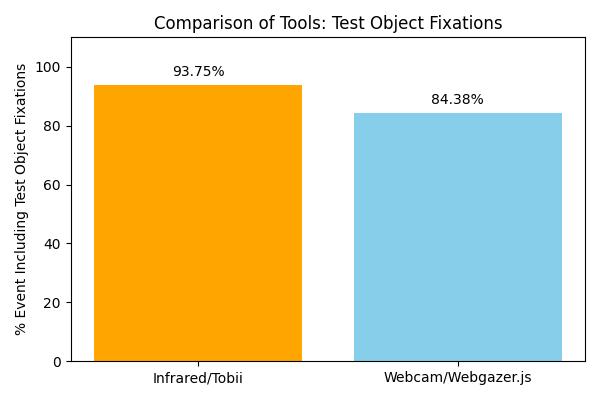 Comparison of Tools: Test Object Fixations
% Event Including Test Object Fixations
100
80
60
40
20
0
93.75%
84.38%
Infrared/Tobii
Webcam/Webgazer.js